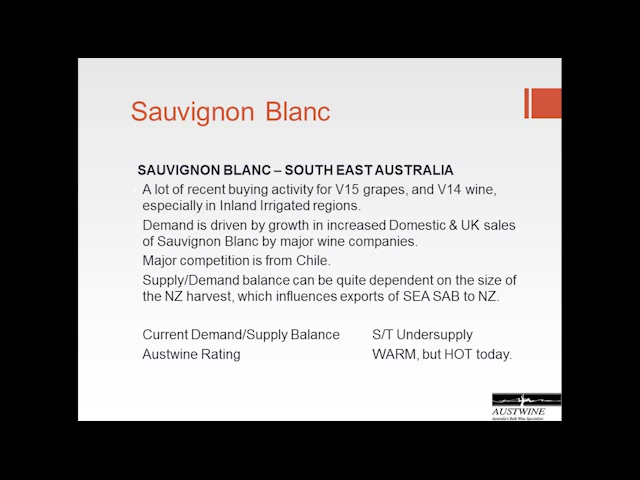 Sauvignon Blanc
SAUVIGNON BLANC – SOUTH EAST AUSTRALIA
A lot of recent buying activity for V15 grapes, and V14 wine,
especially in Inland Irrigated regions.
Demand is driven by growth in increased Domestic & UK sales
of Sauvignon Blanc by major wine companies.
Major competition is from Chile.
Supply/Demand balance can be quite dependent on the size of
the NZ harvest, which influences exports of SEA SAB to NZ.
Current Demand/Supply Balance S/T Undersupply
Austwine Rating WARM, but HOT today.
AUSTWINE
Australia's Bulk Wine Specialists